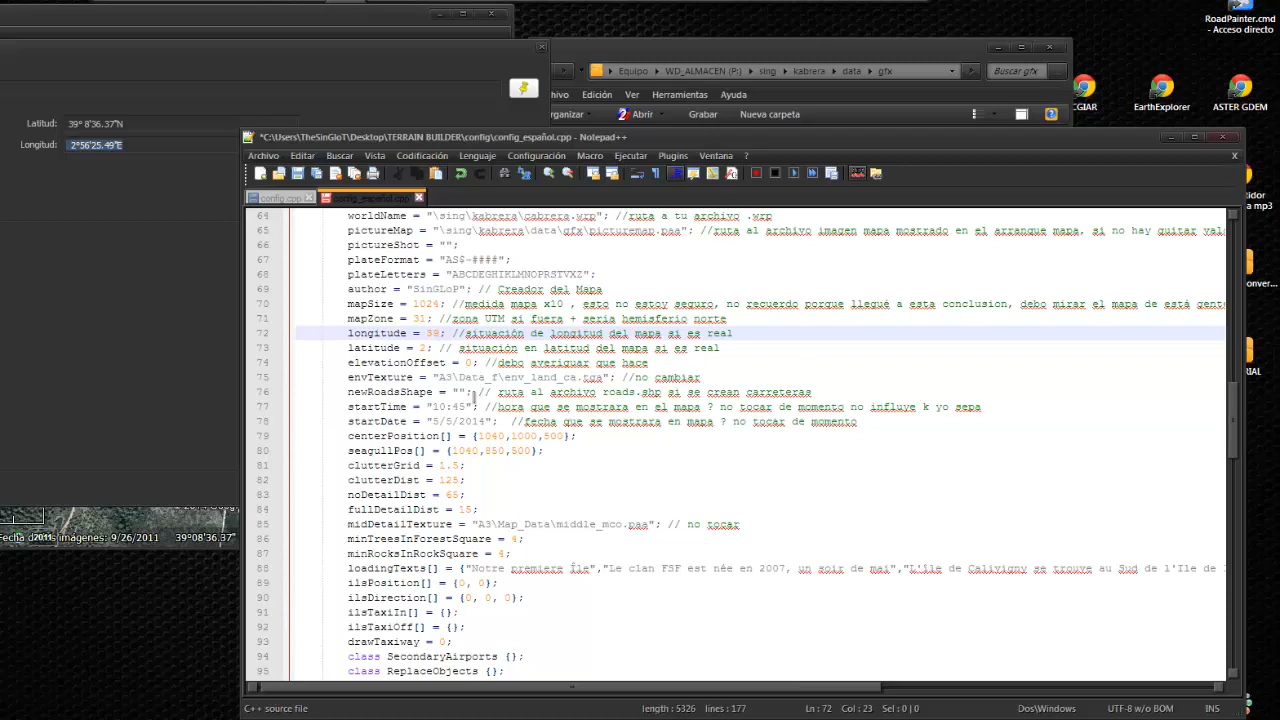 RoadPainter.cmd
- Acceso directo
Equipo
WD_ALMACEN (P:)
sing
kabrera
data
gfx
Buscar gfx
hivo
Edición
Ver
Herramientas
Ayuda
EGIAR
EarthExplorer
ASTER GDEM
ganizar
Abrir
Grabar
Nueva carpeta
Latitud:
39° 8'36.37"N
Longitud:
2°56'25.49"E
*C:\Users\TheSinGloT\Desktop\TERRAIN BUILDER\config\config_español.cpp - Notepad++
Archivo
Editar
Buscar
Vista
Codificación
Lenguaje
Configuración
Macro
Ejecutar
Plugins
Ventana
?
X
config.cpp
config_español.cpp
tidor
a mp3
64 worldName = "\sing\kabrera\cabrera.wrp"; //ruta a tu archivo .wrp
65 pictureMap = "\sing\kabrera\data\gfx\picturemap.paa"; //ruta al archivo imagen mapa mostrado en el arranque mapa, si no hay quitar valo
66 pictureShot = "";
67 plateFormat = "AS$-####";
68 plateLetters = "ABCDEGHIKLMNOPRSTVXZ";
69 author = "SinGLoP"; // Creador del Mapa
70 mapSize = 1024; //medida mapa x10 , esto no estoy seguro, no recuerdo porque llegué a esta conclusion, debo mirar el mapa de está gent
71 mapZone = 31; //zona UTM si fuera + seria hemisferio norte
72 longitude = 39; //situación de longitud del mapa si es real
73 latitude = 2; // situación en latitud del mapa si es real
74 elevationOffset = 0; //debo averiguar que hace
75 envTexture = "A3\Data_f\env_land_ca.tga"; //no cambiar
76 newRoadsShape = ""; // ruta al archivo roads.shp si se crean carreteras
77 startTime = "10:45"; //hora que se mostrara en el mapa ? no tocar de momento no influye k yo sepa
78 startDate = "5/5/2014"; //fecha que se mostrara en mapa ? no tocar de momento
79 centerPosition[] = {1040,1000,500};
80 seagullPos[] = {1040,850,500};
81 clutterGrid = 1.5;
82 clutterDist = 125;
83 noDetailDist = 65;
84 fullDetailDist = 15;
85 midDetailTexture = "A3\Map_Data\middle_mco.paa"; // no tocar
86 minTreesInForestSquare = 4;
87 minRocksInRockSquare = 4;
88 loadingTexts[] = {"Notre premiere Île","Le clan FSF est née en 2007, un soir de mai","L'Île de Calivigny se trouve au Sud de l'Ile de
89 ilsPosition[] = {0, 0};
90 ilsDirection[] = {0, 0, 0};
91 ilsTaxiIn[] = {};
92 ilsTaxiOff[] = {};
93 drawTaxiway = 0;
94 class SecondaryAirports {};
95 class ReplaceObjects {};
onver...
RIAL
Fecha de imágenes: 9/26/2011
2011
39°08'36.37"
C++ source file
length : 5326 lines : 177
Ln : 72 Col : 23 Sel : 0 | 0
Dos\Windows
UTF-8 w/o BOM
INS